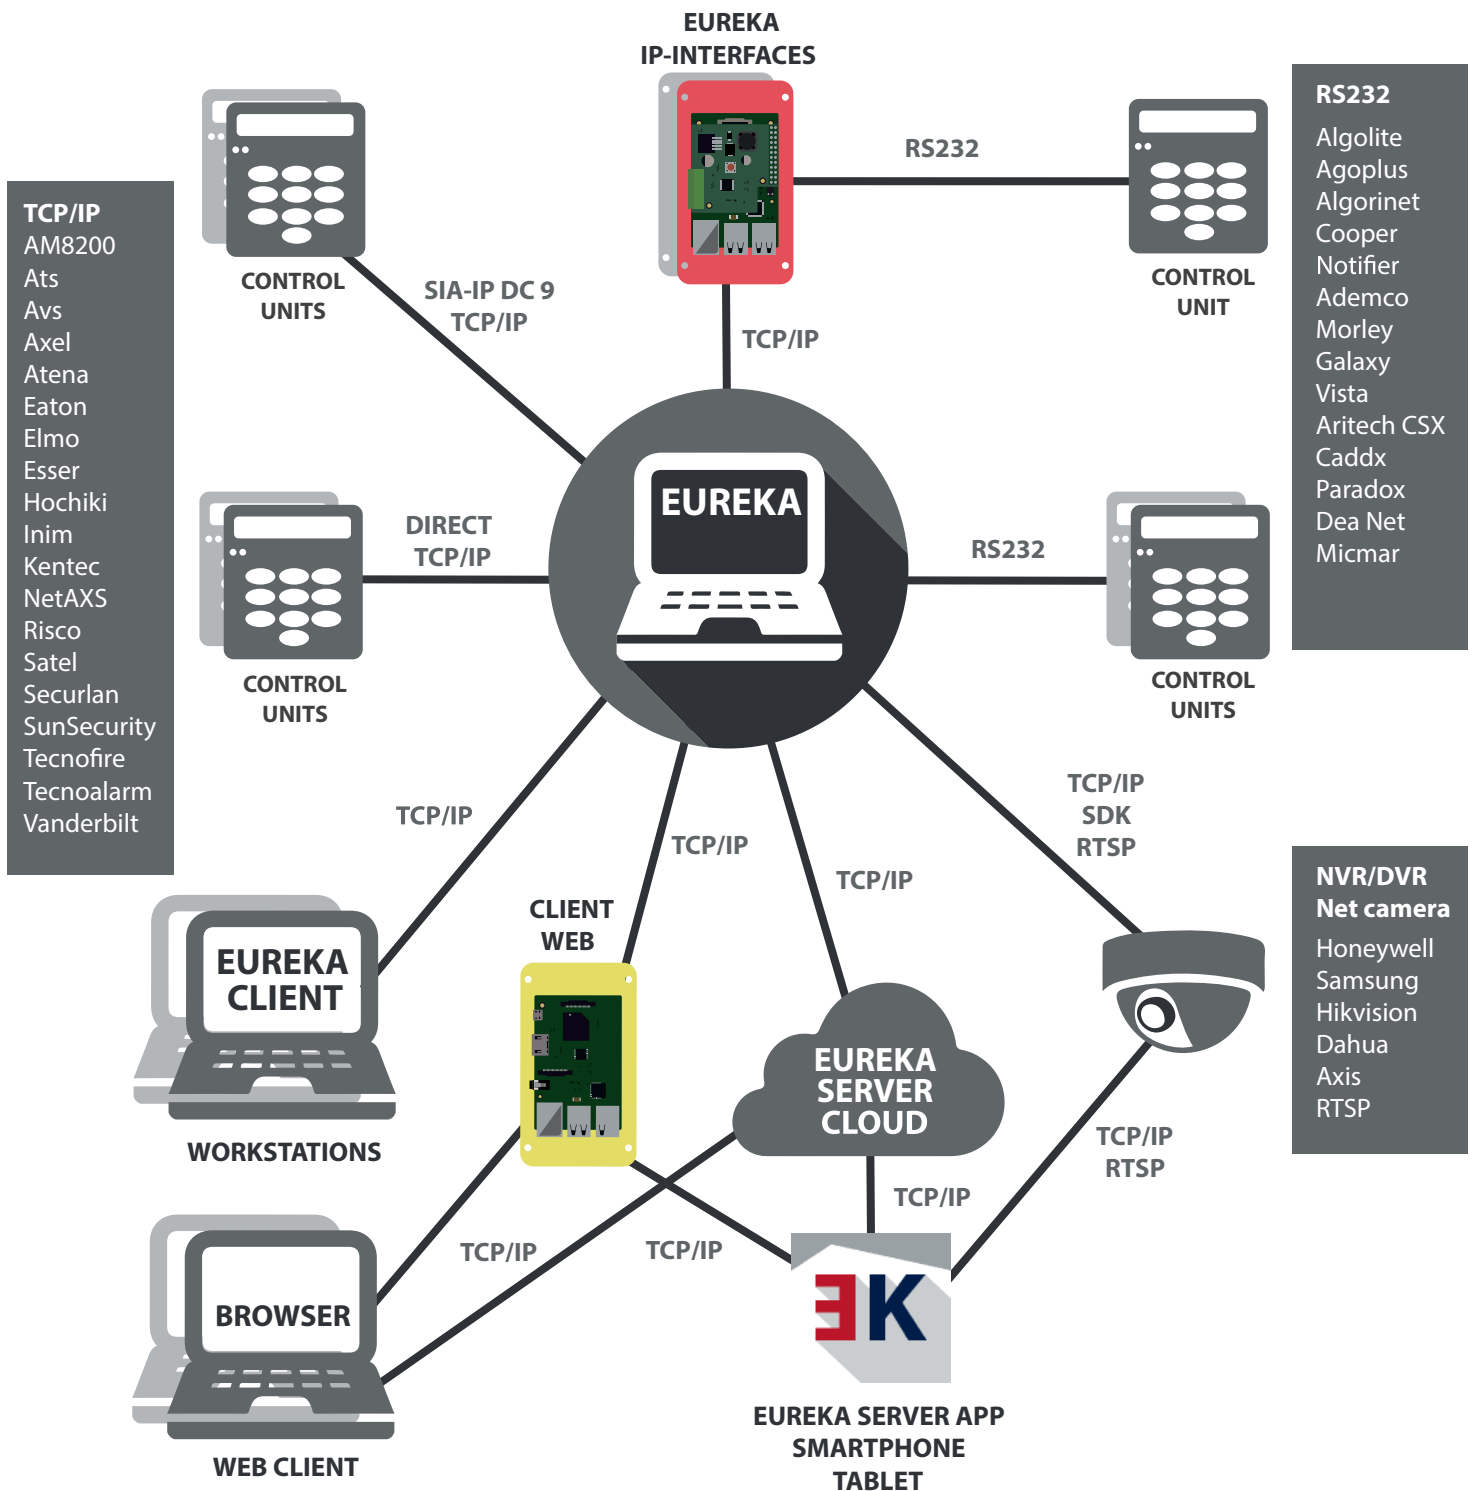 EUREKA
IP-INTERFACES
RS232
CONTROL
UNITS
CONTROL
UNIT
SIA-IP DC 9
TCP/IP
TCP/IP
TCP/IP
AM8200
Ats
Avs
Axel
Atena
Eaton
Elmo
Esser
Hochiki
Inim
Kentec
NetAXS
Risco
Satel
Securlan
SunSecurity
Tecnofire
Tecnoalarm
Vanderbilt
RS232
Algolite
Agoplus
Algorinet
Cooper
Notifier
Ademco
Morley
Galaxy
Vista
Aritech CSX
Caddx
Paradox
Dea Net
Micmar
EUREKA
DIRECT
TCP/IP
RS232
CONTROL
UNITS
CONTROL
UNITS
TCP/IP
TCP/IP
TCP/IP
TCP/IP
SDK
RTSP
NVR/DVR
Net camera
Honeywell
Samsung
Hikvision
Dahua
Axis
RTSP
EUREKA
CLIENT
WORKSTATIONS
CLIENT
WEB
EUREKA
SERVER
CLOUD
TCP/IP
RTSP
TCP/IP
TCP/IP
TCP/IP
BROWSER
WEB CLIENT
EK
EUREKA SERVER APP
SMARTPHONE
TABLET